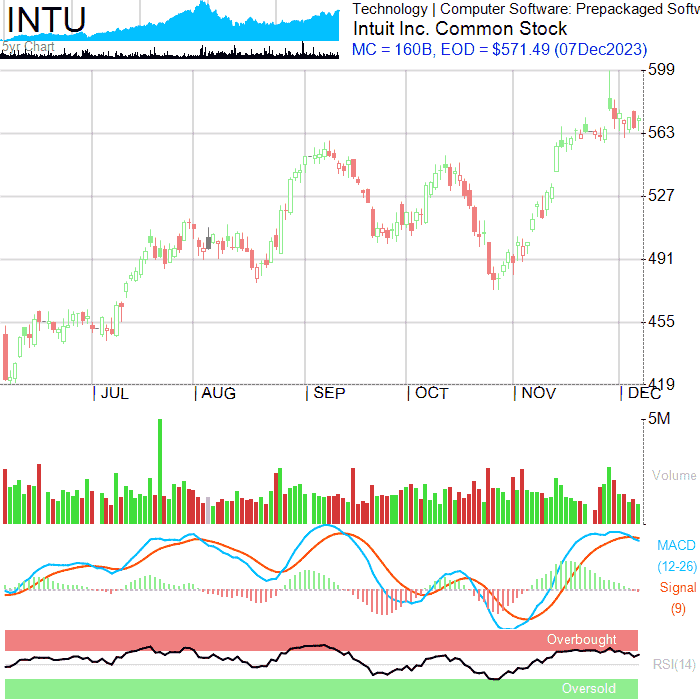 INTU
5yr Chart
Technology | Computer Software: Prepackaged Softw
Intuit Inc. Common Stock
MC = 160B, EOD = $571.49 (07Dec2023)
599
563
527
491
455
419
JUL AUG SEP OCT NOV DEC
5M
Volume
MACD
(12-26)
Signal
(9)
Overbought
RSI(14)
Oversold